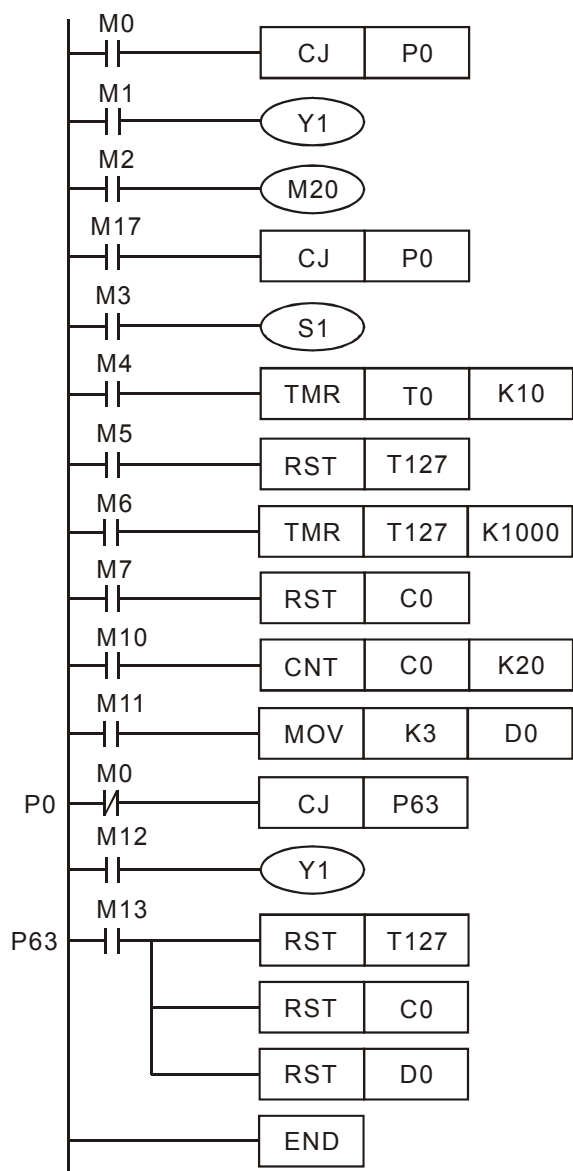 M0
CJ P0
M1
Y1
M2
M20
M17
CJ P0
M3
S1
M4
TMR T0 K10
M5
RST T127
M6
TMR T127 K1000
M7
RST C0
M10
CNT C0 K20
M11
MOV K3 D0
M0
P0 CJ P63
M12
Y1
M13
P63 RST T127
RST C0
RST D0
END